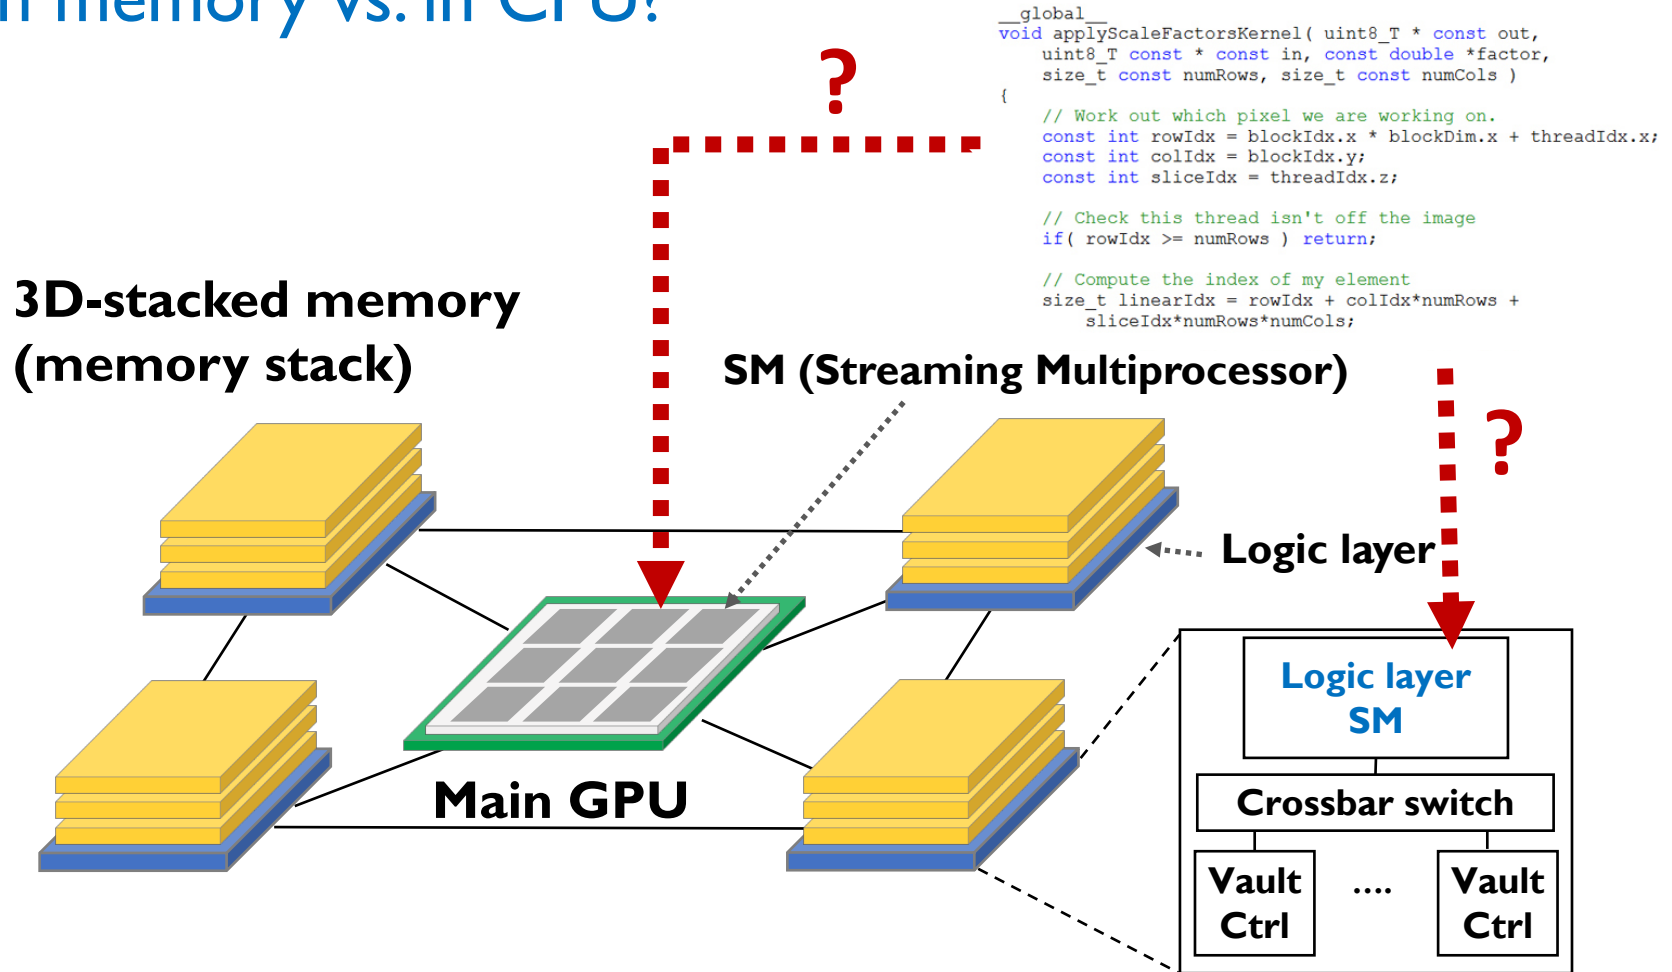 memory vs. in CPU?
__global__
void applyScaleFactorsKernel( uint8_T * const out,
uint8_T const * const in, const double *factor,
size_t const numRows, size_t const numCols )
{
// Work out which pixel we are working on.
const int rowIdx = blockIdx.x * blockDim.x + threadIdx.x;
const int colIdx = blockIdx.y;
const int sliceIdx = threadIdx.z;
// Check this thread isn't off the image
if( rowIdx >= numRows ) return;
// Compute the index of my element
size_t linearIdx = rowIdx + colIdx*numRows +
sliceIdx*numRows*numCols;
?
3D-stacked memory
(memory stack)
SM (Streaming Multiprocessor)
?
Logic layer
Main GPU
Logic layer
SM
Crossbar switch
Vault
Ctrl
....
Vault
Ctrl